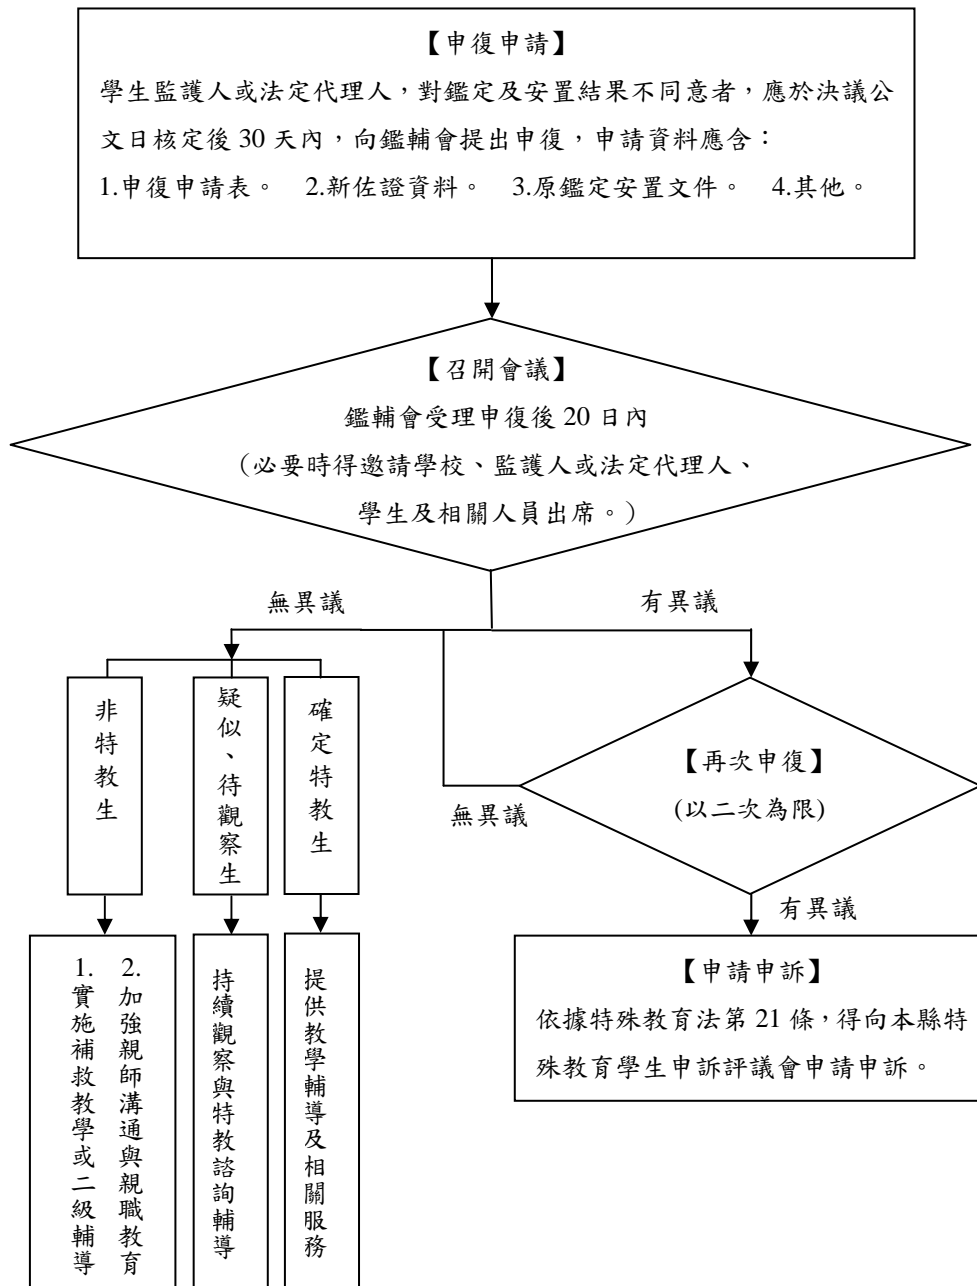 【申復申請】
學生監護人或法定代理人，對鑑定及安置結果不同意者，應於決議公
文日核定後 30 天內，向鑑輔會提出申復，申請資料應含：
1.申復申請表。 2.新佐證資料。 3.原鑑定安置文件。 4.其他。
【召開會議】
鑑輔會受理申復後 20 日內
（必要時得邀請學校、監護人或法定代理人、
學生及相關人員出席。）
無異議
有異議
非特教生
疑似、待觀察生
確定特教生
【再次申復】
(以二次為限)
無異議
有異議
1.實施補救教學或二級輔導
2.加強親師溝通與親職教育
持續觀察與特教諮詢輔導
提供教學輔導及相關服務
【申請申訴】
依據特殊教育法第 21 條，得向本縣特
殊教育學生申訴評議會申請申訴。